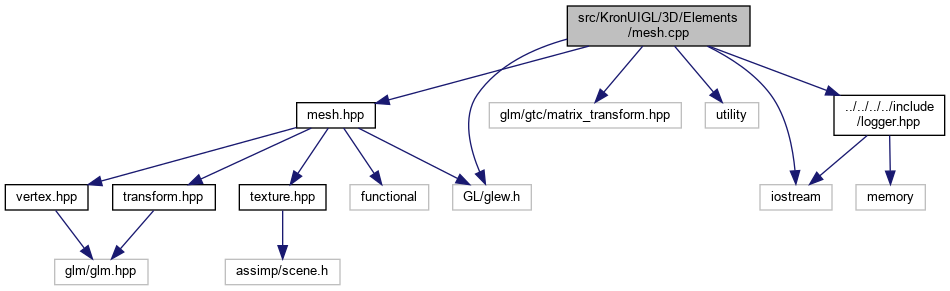 src/KronUIGL/3D/Elements
/mesh.cpp
mesh.hpp
glm/gtc/matrix_transform.hpp
utility
../../../../include
/logger.hpp
vertex.hpp
transform.hpp
texture.hpp
functional
GL/glew.h
iostream
memory
glm/glm.hpp
assimp/scene.h